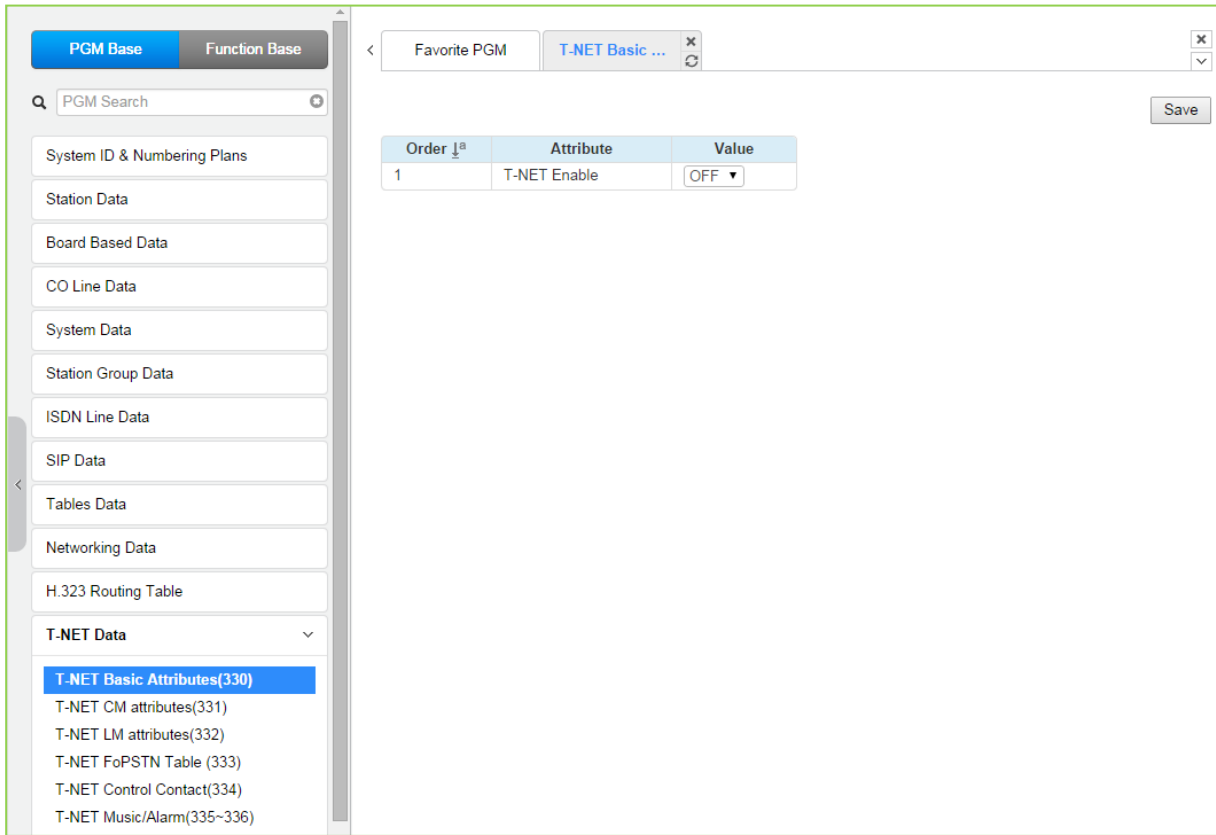 PGM Base Function Base
PGM Search
System ID & Numbering Plans
Station Data
Board Based Data
CO Line Data
System Data
Station Group Data
ISDN Line Data
SIP Data
Tables Data
Networking Data
H.323 Routing Table
T-NET Data
T-NET Basic Attributes(330)
T-NET CM attributes(331)
T-NET LM attributes(332)
T-NET FoPSTN Table (333)
T-NET Control Contact(334)
T-NET Music/Alarm(335~336)
Favorite PGM T-NET Basic ...
Save
Order Attribute Value
1 T-NET Enable OFF